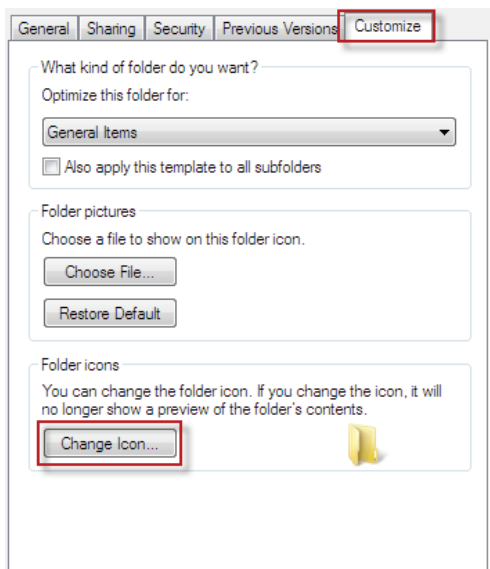 General Sharing Security Previous Versions Customize
What kind of folder do you want?
Optimize this folder for:
General Items
Also apply this template to all subfolders
Folder pictures
Choose a file to show on this folder icon.
Choose File...
Restore Default
Folder icons
You can change the folder icon. If you change the icon, it will
no longer show a preview of the folder's contents.
Change Icon...